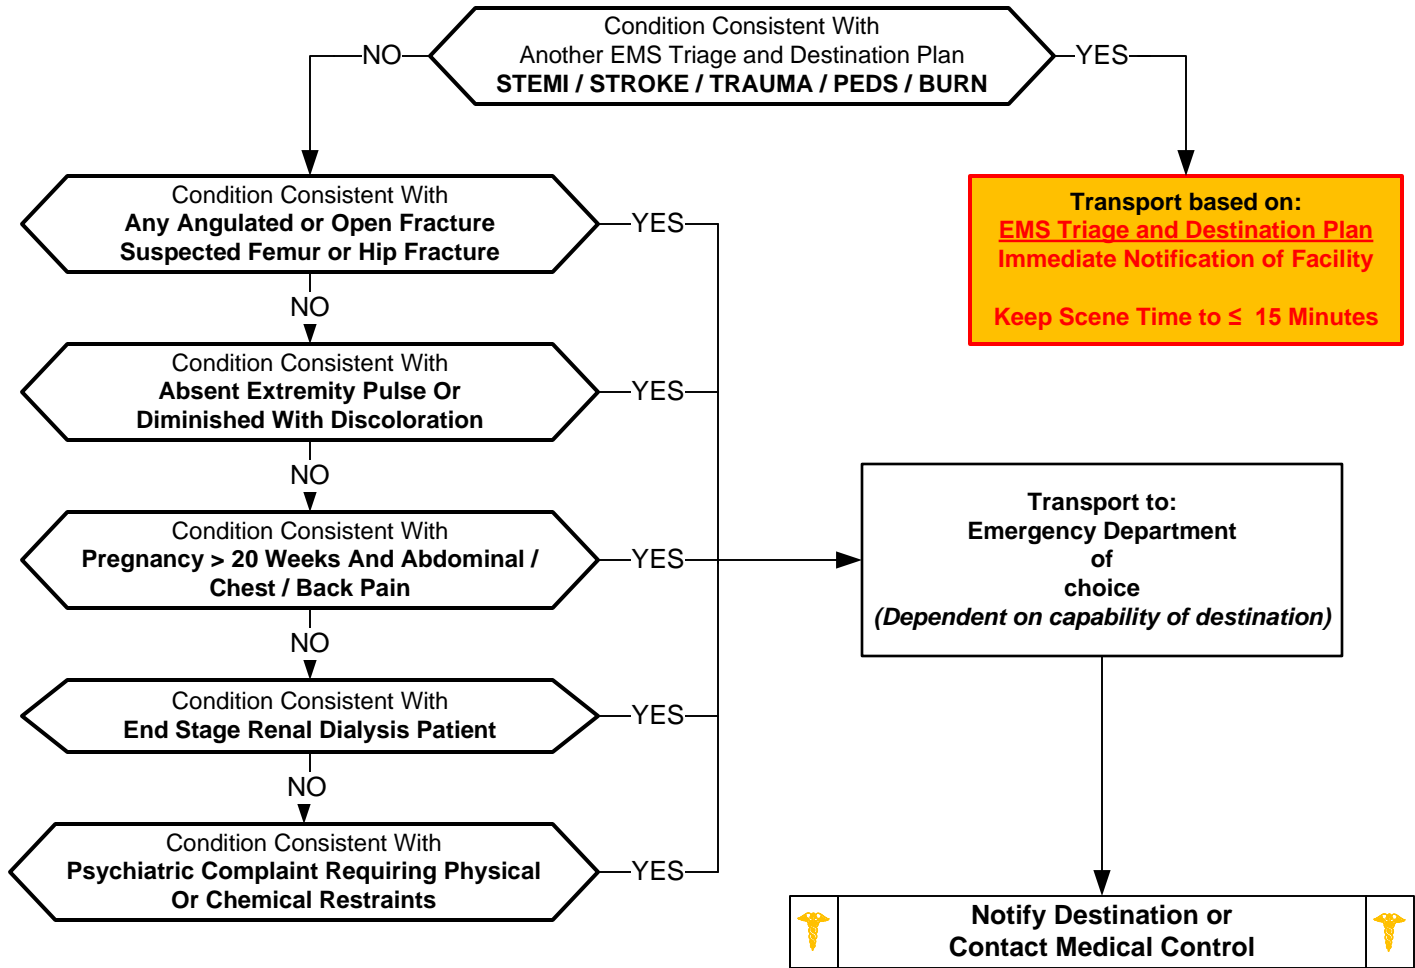 Condition Consistent With
Another EMS Triage and Destination Plan
STEMI / STROKE / TRAUMA / PEDS / BURN
NO
YES
Condition Consistent With
Any Angulated or Open Fracture
Suspected Femur or Hip Fracture
YES
Transport based on:
EMS Triage and Destination Plan
Immediate Notification of Facility
Keep Scene Time to ≤ 15 Minutes
NO
Condition Consistent With
Absent Extremity Pulse Or
Diminished With Discoloration
YES
NO
Condition Consistent With
Pregnancy > 20 Weeks And Abdominal /
Chest / Back Pain
YES
Transport to:
Emergency Department
of
choice
(Dependent on capability of destination)
NO
Condition Consistent With
End Stage Renal Dialysis Patient
YES
NO
Condition Consistent With
Psychiatric Complaint Requiring Physical
Or Chemical Restraints
YES
Notify Destination or
Contact Medical Control